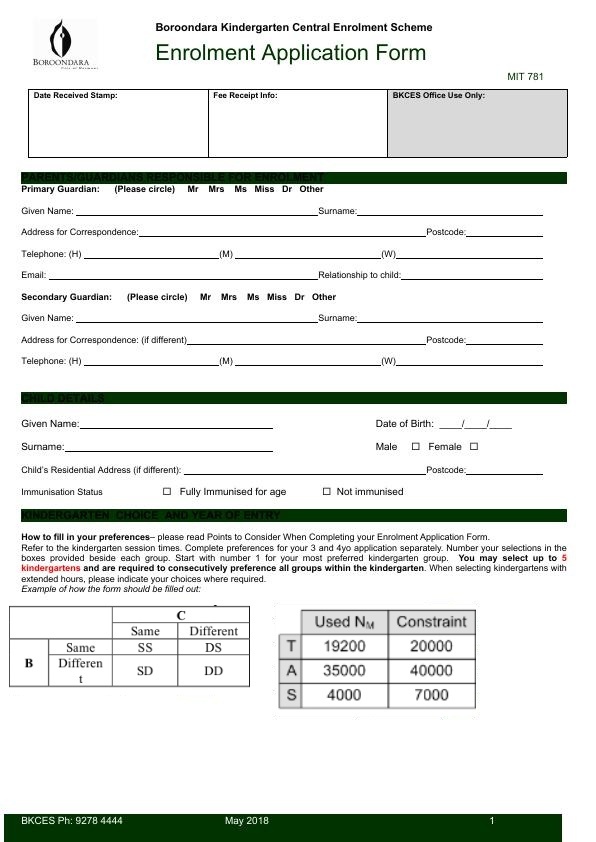 Boroondara Kindergarten Central Enrolment Scheme
Enrolment Application Form
BOROONDARA
MIT 781
Date Received Stamp: Fee Receipt Info: BKCES Office Use Only:
PARENTS/GUARDIANS RESPONSIBLE FOR ENROLMENT
Primary Guardian: (Please circle) Mr Mrs Ms Miss Dr Other
Given Name: Surname:
Address for Correspondence: Postcode:
Telephone: (H) (M) (W)
Email: Relationship to child:
Secondary Guardian: (Please circle) Mr Mrs Ms Miss Dr Other
Given Name: Surname:
Address for Correspondence: (if different) Postcode:
Telephone: (H) (M) (W)
CHILD DETAILS
Given Name: Date of Birth: ____/____/____
Surname: Male ☐ Female ☐
Child's Residential Address (if different): Postcode:
Immunisation Status ☐ Fully Immunised for age ☐ Not immunised
KINDERGARTEN CHOICE AND YEAR OF ENTRY
How to fill in your preferences– please read Points to Consider When Completing your Enrolment Application Form.
Refer to the kindergarten session times. Complete preferences for your 3 and 4yo application separately. Number your selections in the
boxes provided beside each group. Start with number 1 for your most preferred kindergarten group. You may select up to 5
kindergartens and are required to consecutively preference all groups within the kindergarten. When selecting kindergartens with
extended hours, please indicate your choices where required.
Example of how the form should be filled out:
C
Same Different
B Same SS DS
Differen
t SD DD
Used NM Constraint
T 19200 20000
A 35000 40000
S 4000 7000
BKCES Ph: 9278 4444 May 2018 1